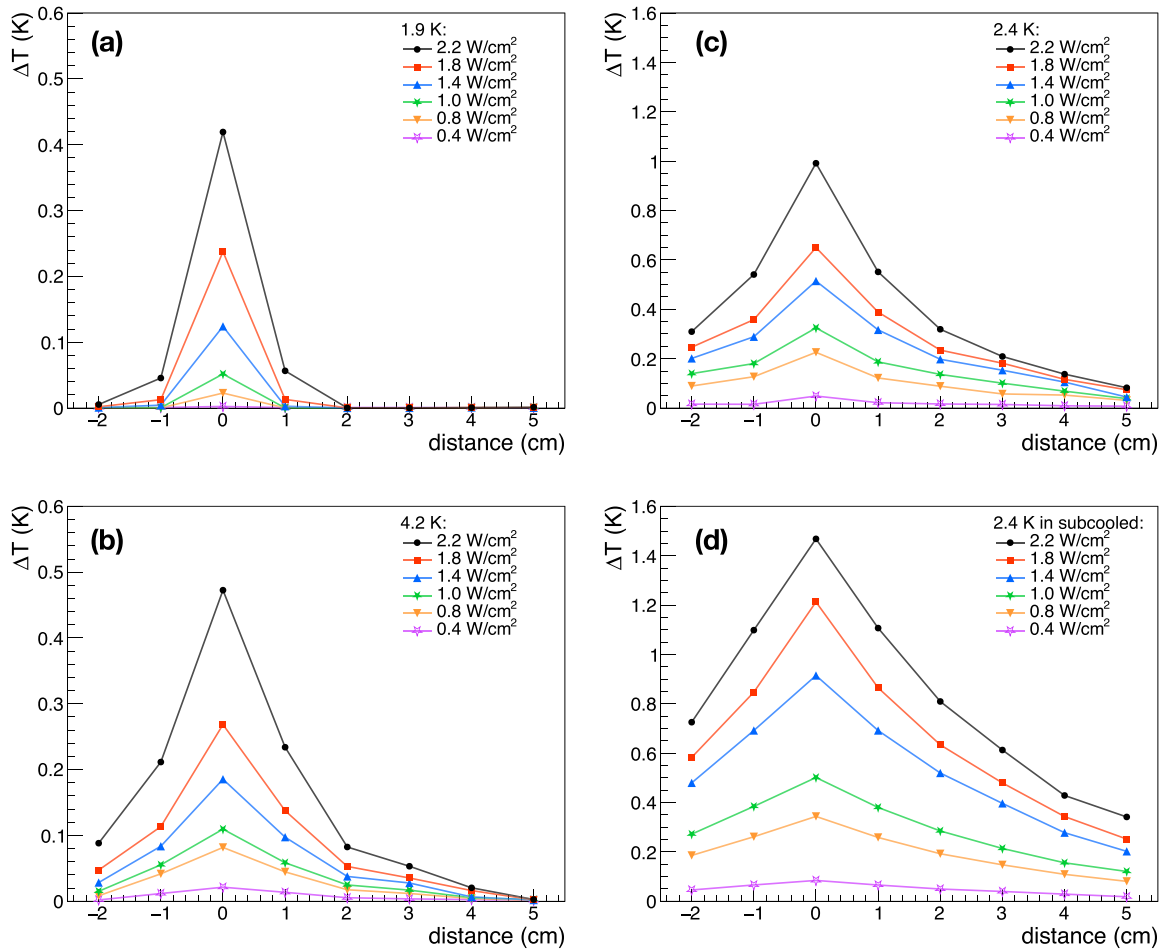 (a)
ΔT (K)
0.6
0.5
0.4
0.3
0.2
0.1
0
1.9 K:
2.2 W/cm²
1.8 W/cm²
1.4 W/cm²
1.0 W/cm²
0.8 W/cm²
0.4 W/cm²
−2 −1 0 1 2 3 4 5
distance (cm)
(c)
ΔT (K)
1.6
1.4
1.2
1
0.8
0.6
0.4
0.2
0
2.4 K:
2.2 W/cm²
1.8 W/cm²
1.4 W/cm²
1.0 W/cm²
0.8 W/cm²
0.4 W/cm²
−2 −1 0 1 2 3 4 5
distance (cm)
(b)
ΔT (K)
0.6
0.5
0.4
0.3
0.2
0.1
0
4.2 K:
2.2 W/cm²
1.8 W/cm²
1.4 W/cm²
1.0 W/cm²
0.8 W/cm²
0.4 W/cm²
−2 −1 0 1 2 3 4 5
distance (cm)
(d)
ΔT (K)
1.6
1.4
1.2
1
0.8
0.6
0.4
0.2
0
2.4 K in subcooled:
2.2 W/cm²
1.8 W/cm²
1.4 W/cm²
1.0 W/cm²
0.8 W/cm²
0.4 W/cm²
−2 −1 0 1 2 3 4 5
distance (cm)